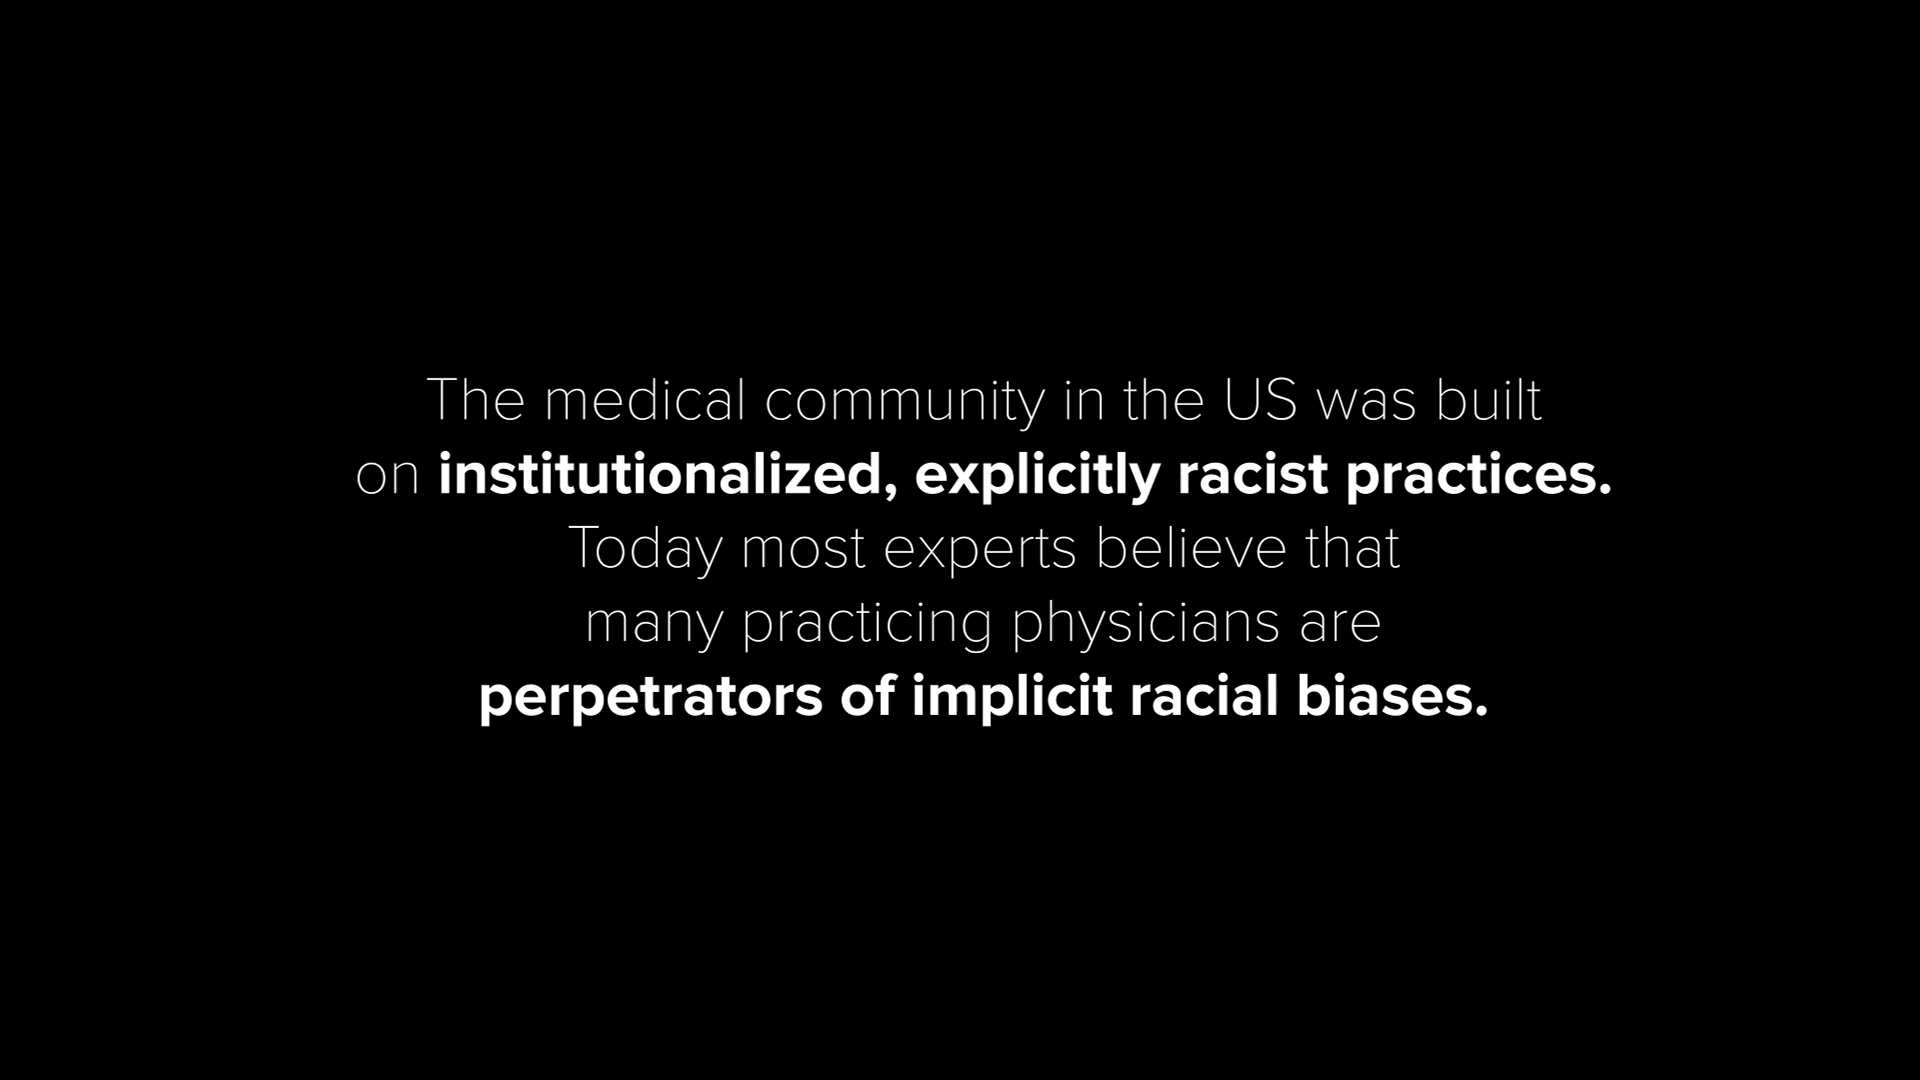 The medical community in the US was built
on institutionalized, explicitly racist practices.
Today most experts believe that
many practicing physicians are
perpetrators of implicit racial biases.